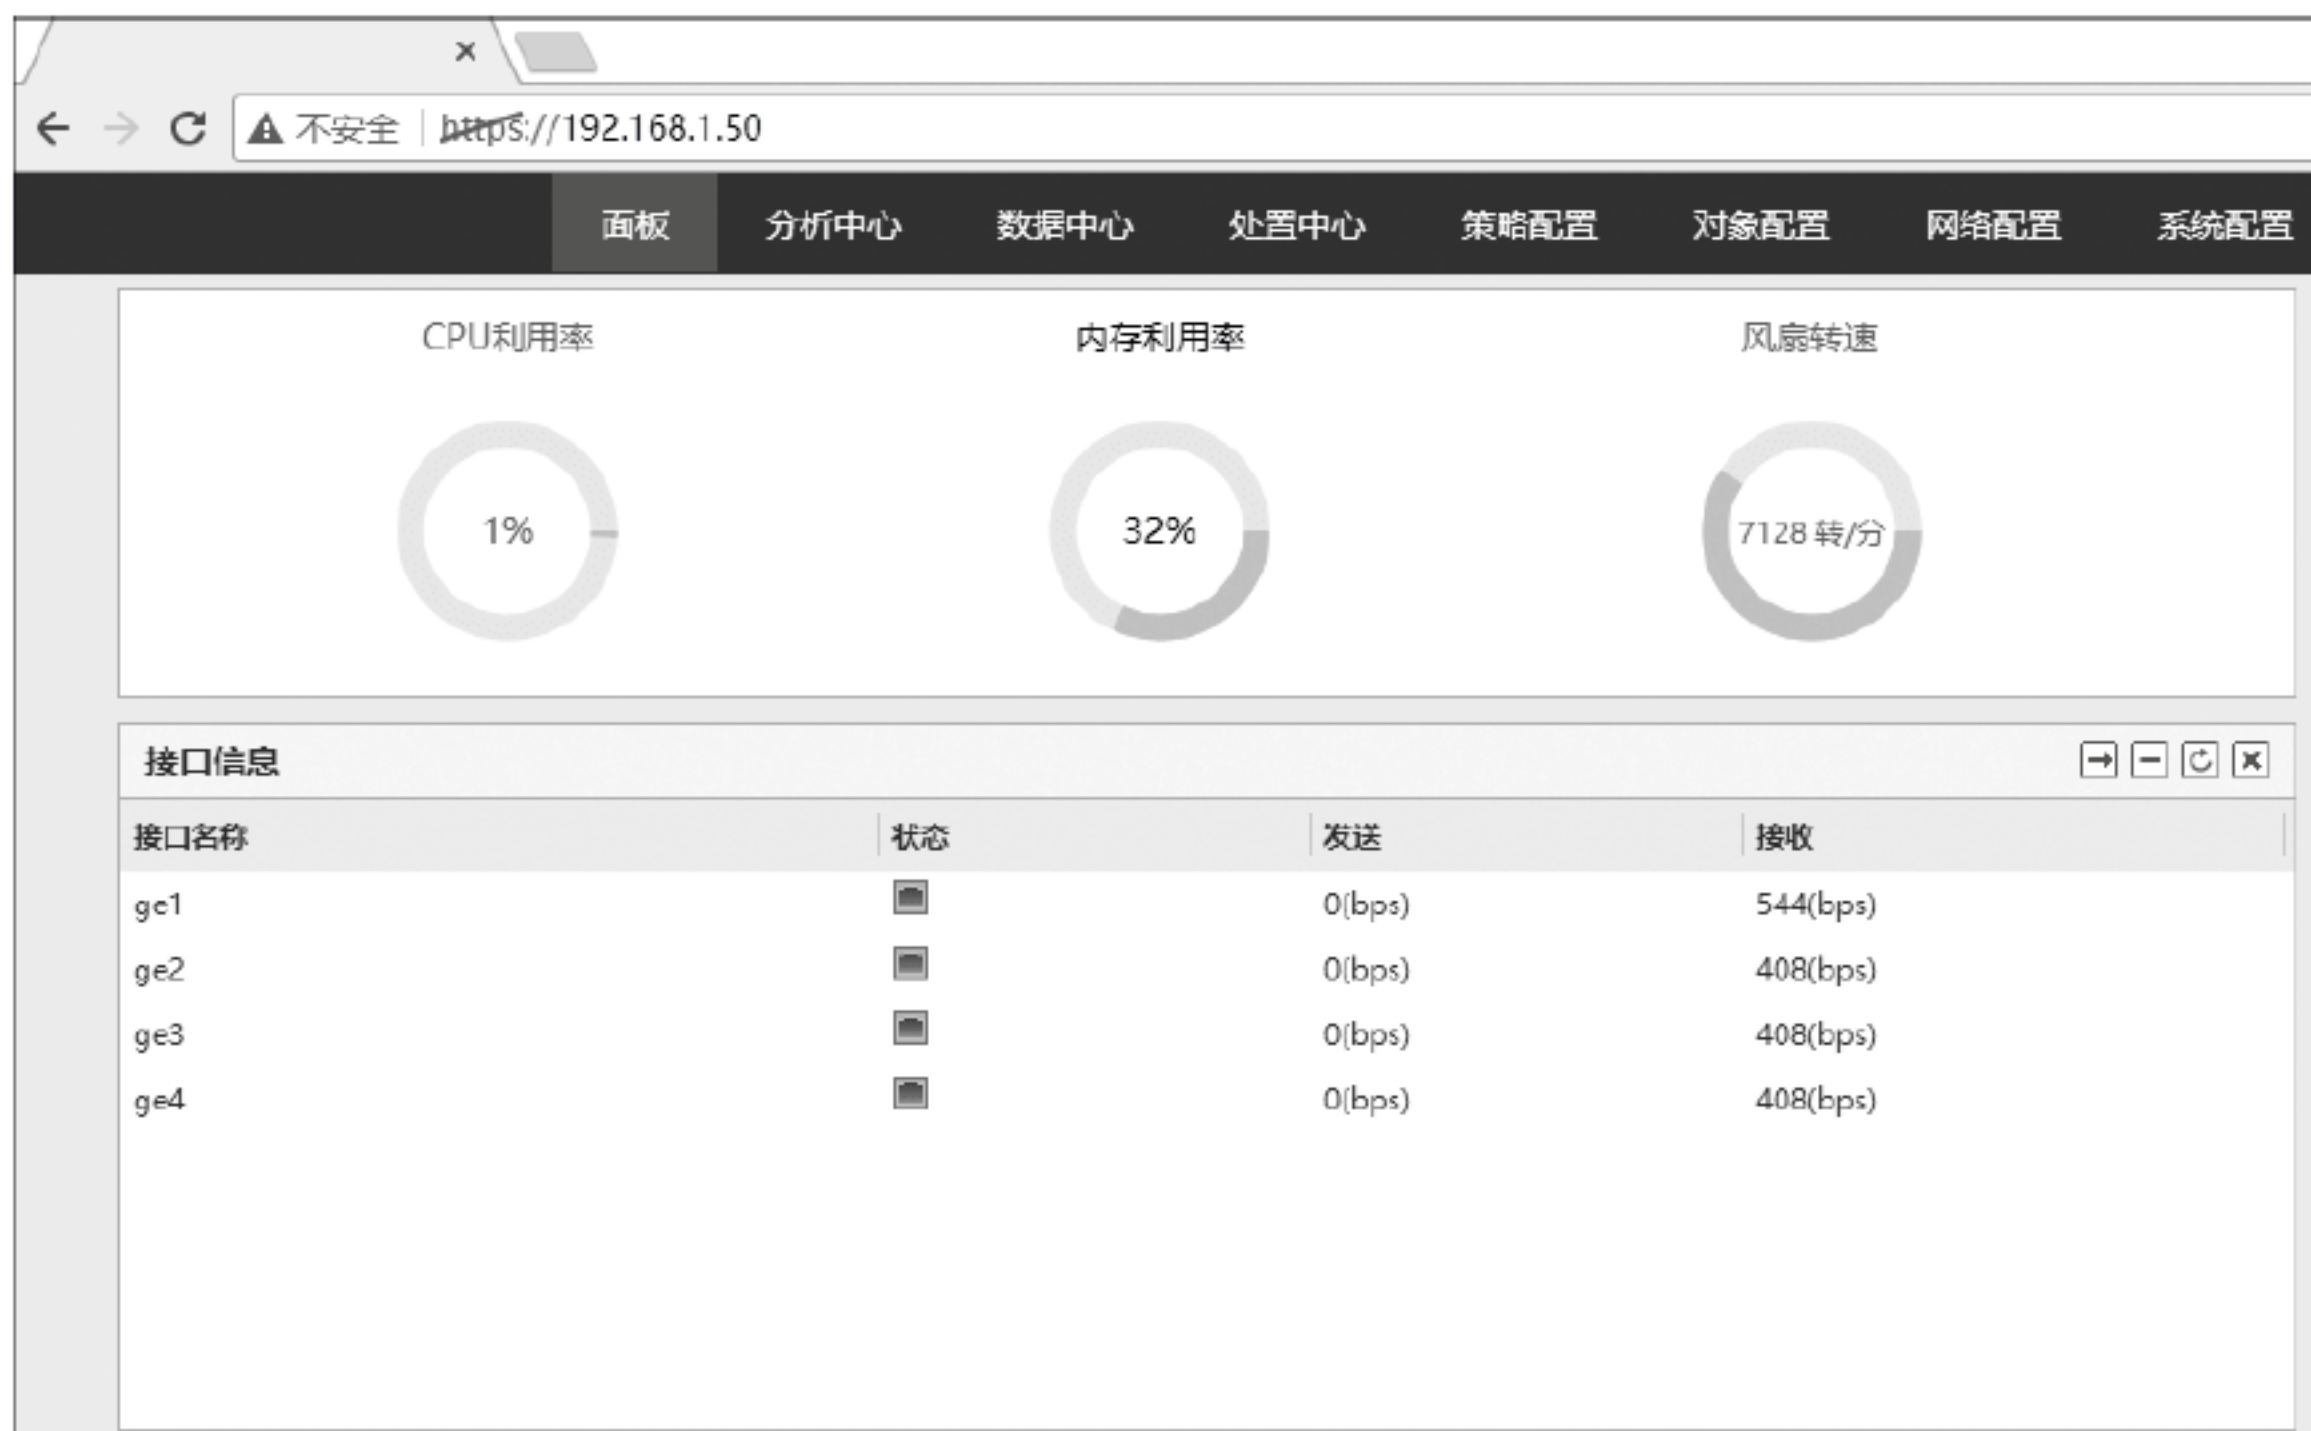 不安全 https://192.168.1.50
面板 分析中心 数据中心 处置中心 策略配置 对象配置 网络配置 系统配置
CPU利用率 内存利用率 风扇转速
1% 32% 7128 转/分
接口信息
接口名称 状态 发送 接收
ge1 0(bps) 544(bps)
ge2 0(bps) 408(bps)
ge3 0(bps) 408(bps)
ge4 0(bps) 408(bps)